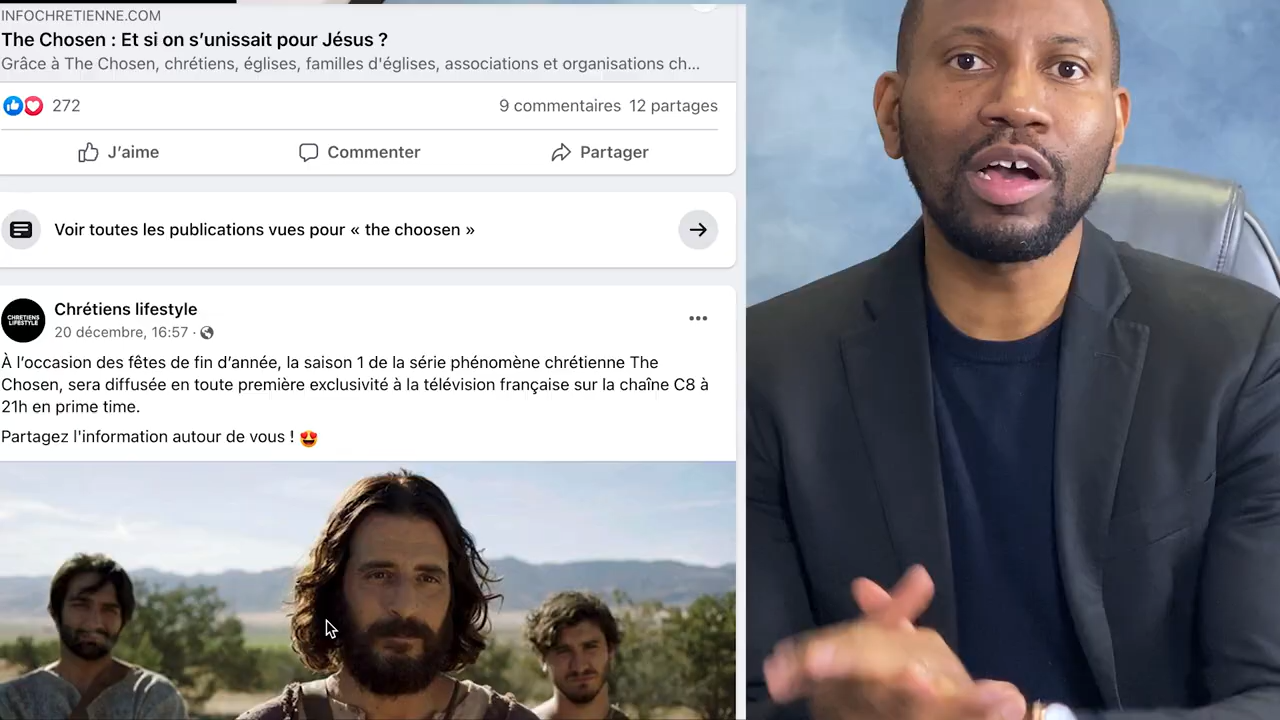 INFOCHRETIENNE.COM
The Chosen : Et si on s’unissait pour Jésus ?
Grâce à The Chosen, chrétiens, églises, familles d'églises, associations et organisations ch...
272
9 commentaires 12 partages
J’aime
Commenter
Partager
Voir toutes les publications vues pour « the choosen »
CHRÉTIENS
LIFESTYLE
Chrétiens lifestyle
20 décembre, 16:57 ·
À l’occasion des fêtes de fin d’année, la saison 1 de la série phénomène chrétienne The
Chosen, sera diffusée en toute première exclusivité à la télévision française sur la chaîne C8 à
21h en prime time.
Partagez l'information autour de vous ! 😍